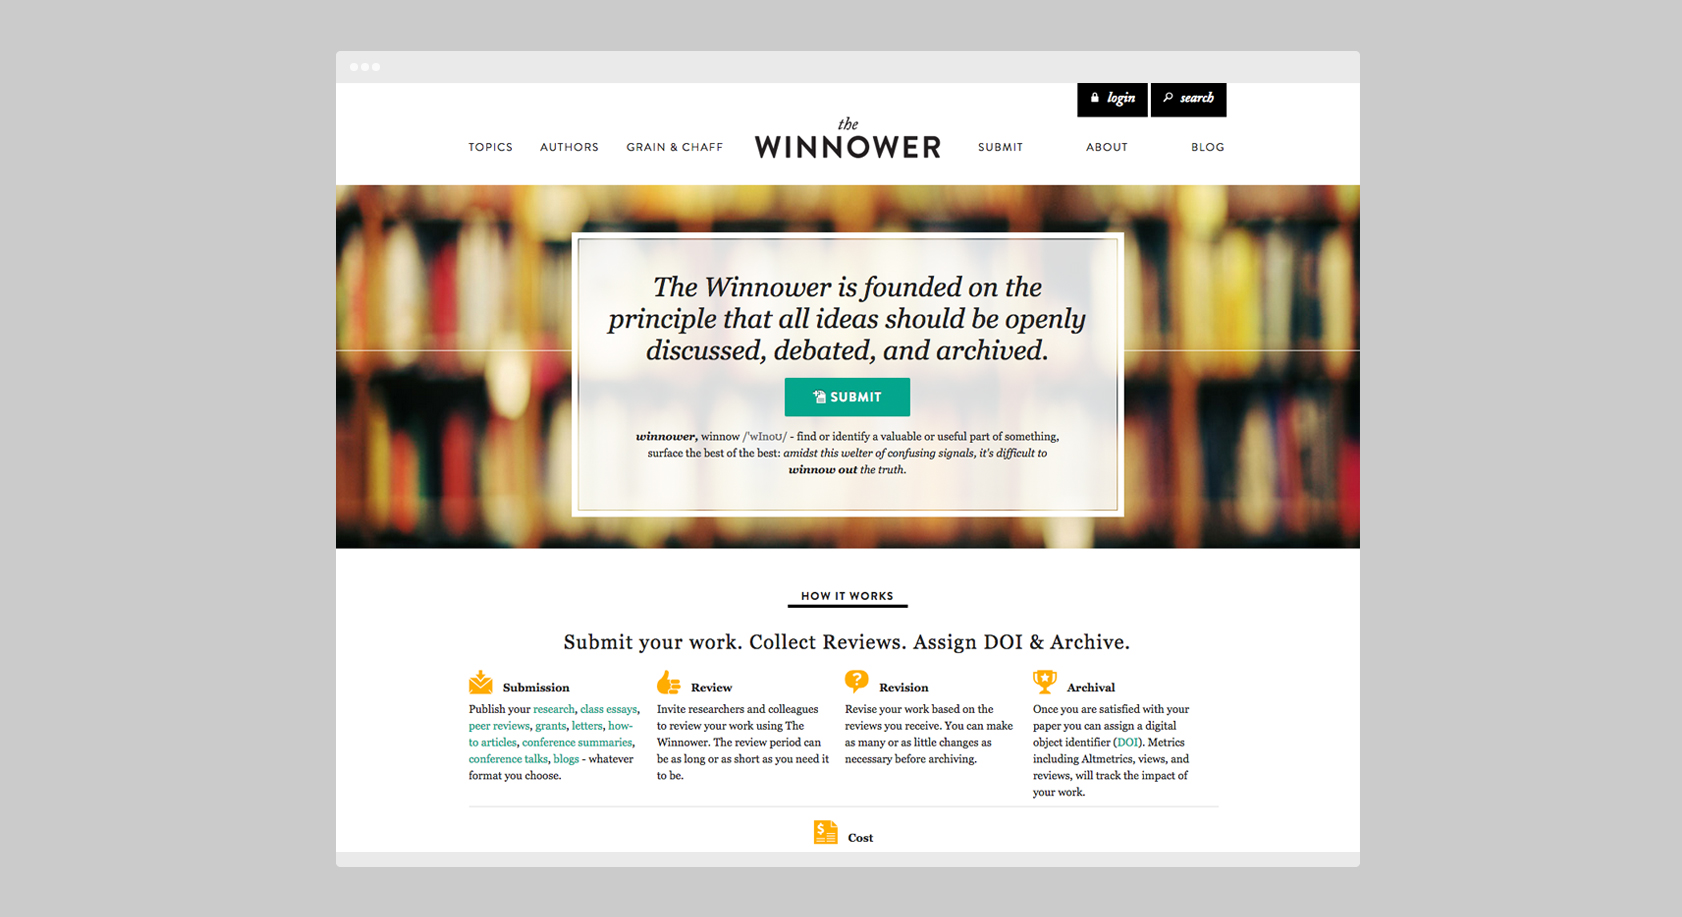 login
search
the
TOPICS AUTHORS GRAIN & CHAFF WINNOWER SUBMIT ABOUT BLOG
The Winnower is founded on the
principle that all ideas should be openly
discussed, debated, and archived.
SUBMIT
winnower, winnow /'wInoʊ/ - find or identify a valuable or useful part of something,
surface the best of the best: amidst this welter of confusing signals, it's difficult to
winnow out the truth.
HOW IT WORKS
Submit your work. Collect Reviews. Assign DOI & Archive.
Submission
Publish your research, class essays,
peer reviews, grants, letters, how-
to articles, conference summaries,
conference talks, blogs - whatever
format you choose.
Review
Invite researchers and colleagues
to review your work using The
Winnower. The review period can
be as long or as short as you need it
to be.
Revision
Revise your work based on the
reviews you receive. You can make
as many or as little changes as
necessary before archiving.
Archival
Once you are satisfied with your
paper you can assign a digital
object identifier (DOI). Metrics
including Altmetrics, views, and
reviews, will track the impact of
your work.
$
Cost